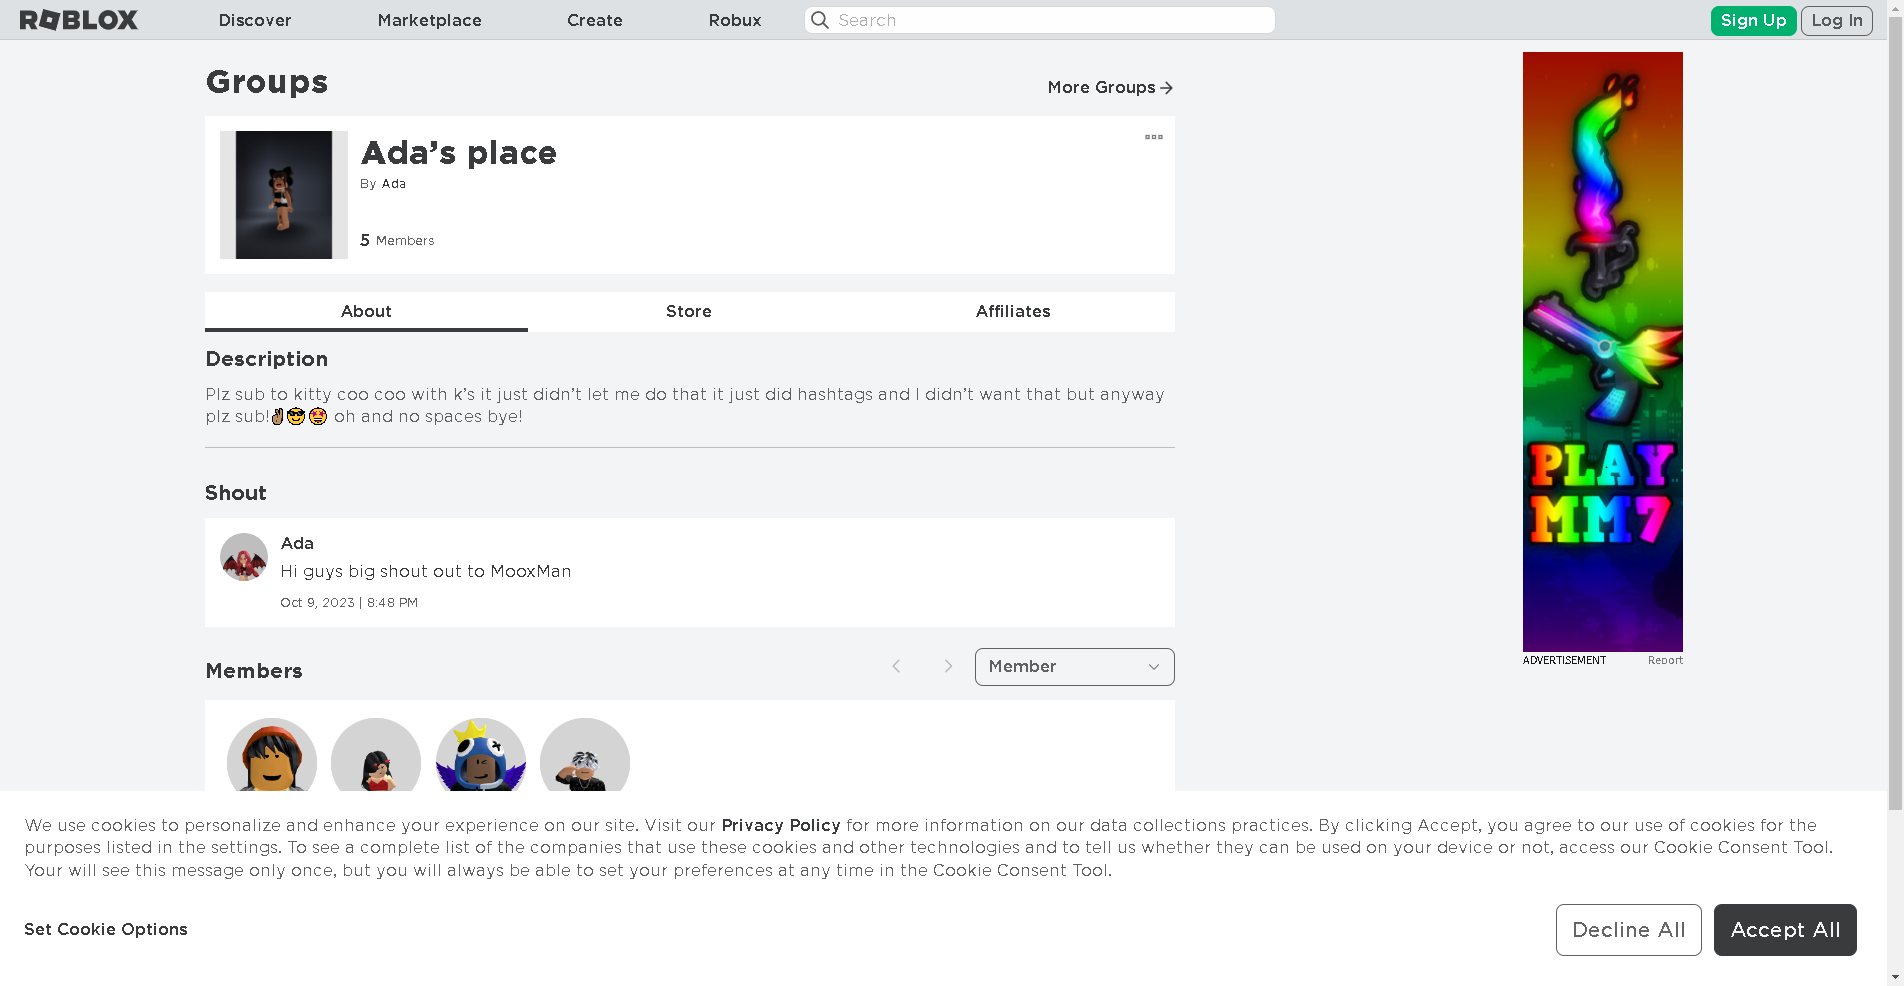 ROBLOX
Discover
Marketplace
Create
Robux
Search
Sign Up
Log In
Groups
More Groups
Ada's place
By Ada
5 Members
About
Store
Affiliates
Description
Plz sub to kitty coo coo with k's it just didn't let me do that it just did hashtags and I didn't want that but anyway
plz sub!✌🏽😎🤩 oh and no spaces bye!
Shout
Ada
Hi guys big shout out to MooxMan
Oct 9, 2023 | 8:48 PM
Members
Member
PLAY
MM7
ADVERTISEMENT
Report
We use cookies to personalize and enhance your experience on our site. Visit our Privacy Policy for more information on our data collections practices. By clicking Accept, you agree to our use of cookies for the
purposes listed in the settings. To see a complete list of the companies that use these cookies and other technologies and to tell us whether they can be used on your device or not, access our Cookie Consent Tool.
Your will see this message only once, but you will always be able to set your preferences at any time in the Cookie Consent Tool.
Set Cookie Options
Decline All
Accept All